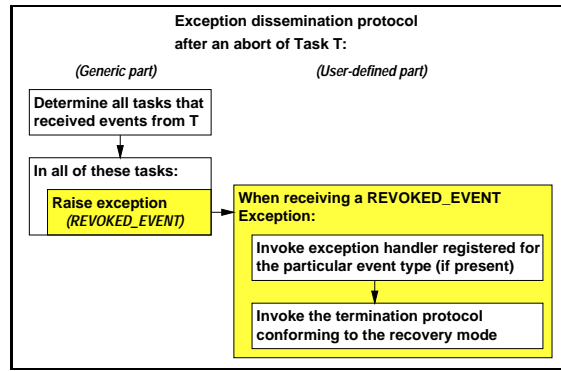 Exception dissemination protocol
after an abort of Task T:
(Generic part)
(User-defined part)
Determine all tasks that
received events from T
In all of these tasks:
Raise exception
(REVOKED_EVENT)
When receiving a REVOKED_EVENT
Exception:
Invoke exception handler registered for
the particular event type (if present)
Invoke the termination protocol
conforming to the recovery mode